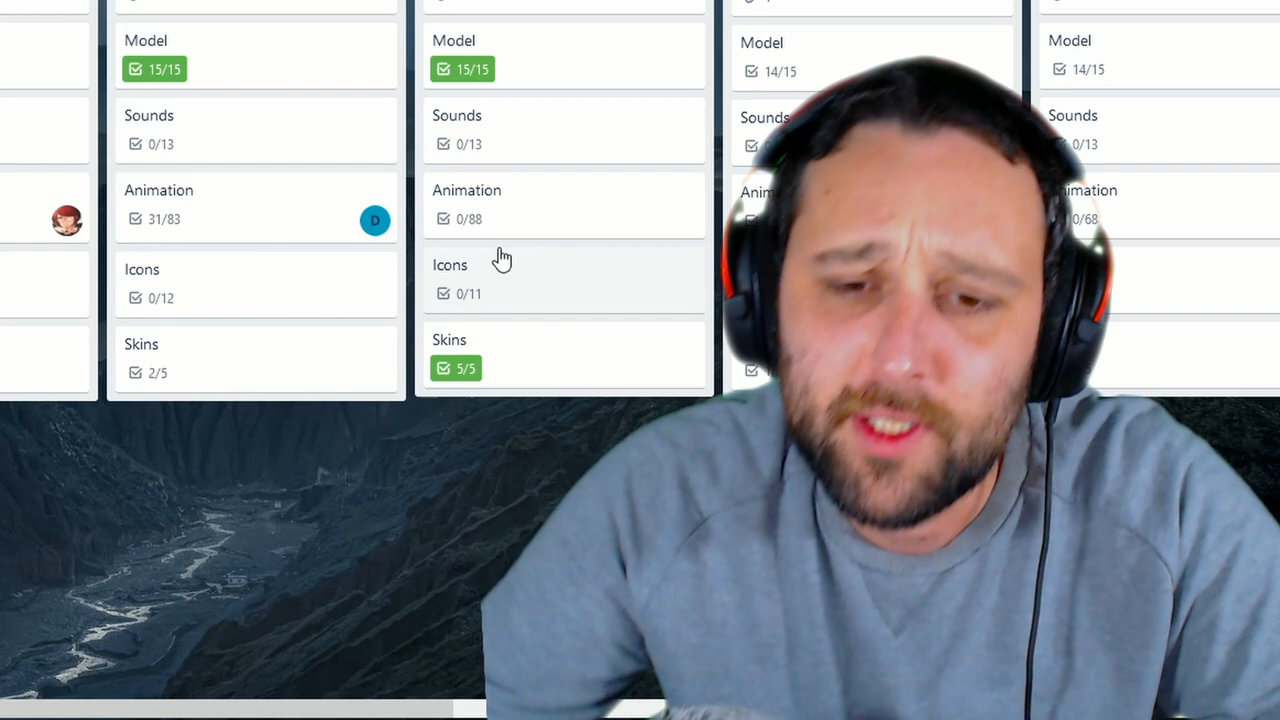 Model
15/15
Sounds
0/13
Animation
31/83
D
Icons
0/12
Skins
2/5
Model
15/15
Sounds
0/13
Animation
0/88
Icons
0/11
Skins
5/5
Model
14/15
Sounds
Anim
Model
14/15
Sounds
0/13
imation
0/68